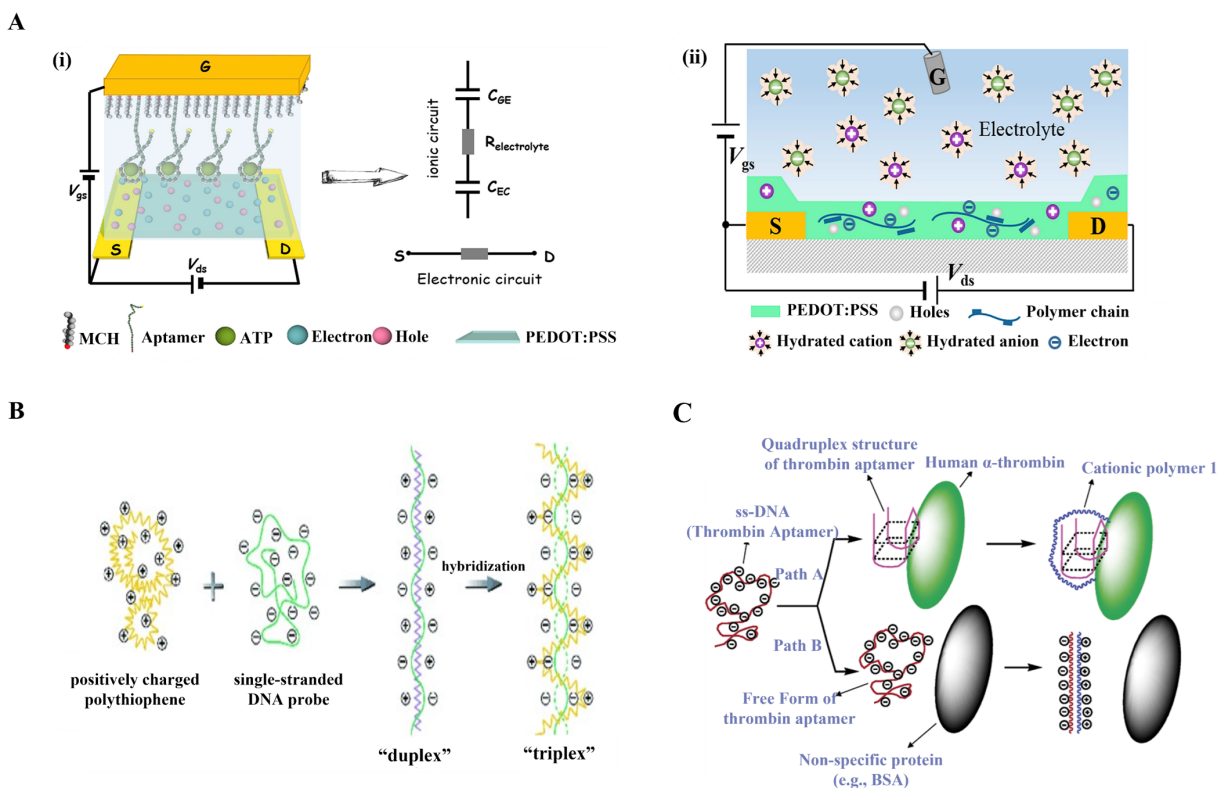 A
(i)
G
S
D
Vgs
Vds
CGE
Relectrolyte
CEC
ionic circuit
S
D
Electronic circuit
MCH
Aptamer
ATP
Electron
Hole
PEDOT:PSS
(ii)
G
Electrolyte
Vgs
S
D
Vds
PEDOT:PSS
Holes
Polymer chain
Hydrated cation
Hydrated anion
Electron
B
positively charged
polythiophene
single-stranded
DNA probe
hybridization
“duplex”
“triplex”
C
Quadruplex structure
of thrombin aptamer
Human α-thrombin
Cationic polymer 1
ss-DNA
(Thrombin Aptamer)
Path A
Path B
Free Form of
thrombin aptamer
Non-specific protein
(e.g., BSA)